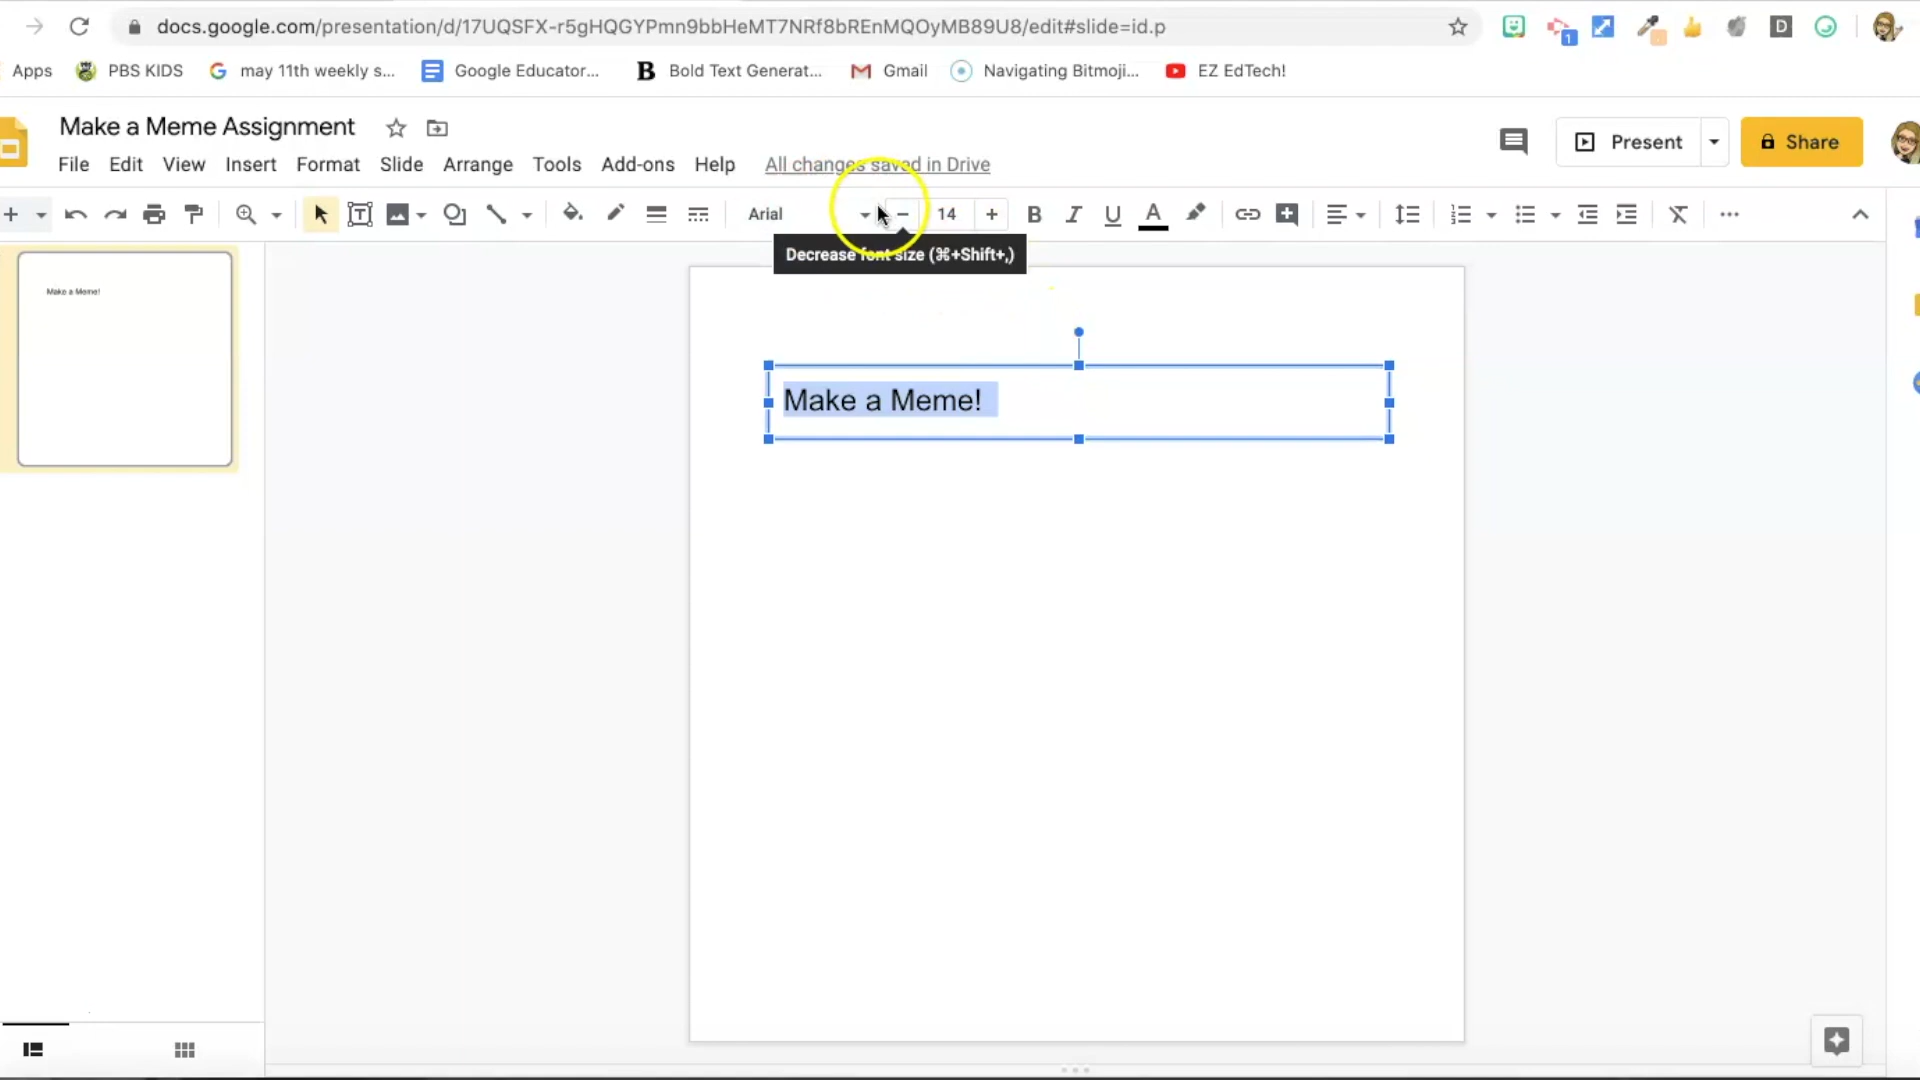 docs.google.com/presentation/d/17UQSFX-r5gHQGYPmn9bbHeMT7NRf8bREnMQOyMB89U8/edit#slide=id.p
1
D
Apps PBS KIDS may 11th weekly s... Google Educator... B Bold Text Generat... Gmail Navigating Bitmoji... EZ EdTech!
Make a Meme Assignment
Present Share
File Edit View Insert Format Slide Arrange Tools Add-ons Help All changes saved in Drive
Arial − 14 + B I U A
Decrease font size (⌘+Shift+,)
Make a Meme!
Make a Meme!